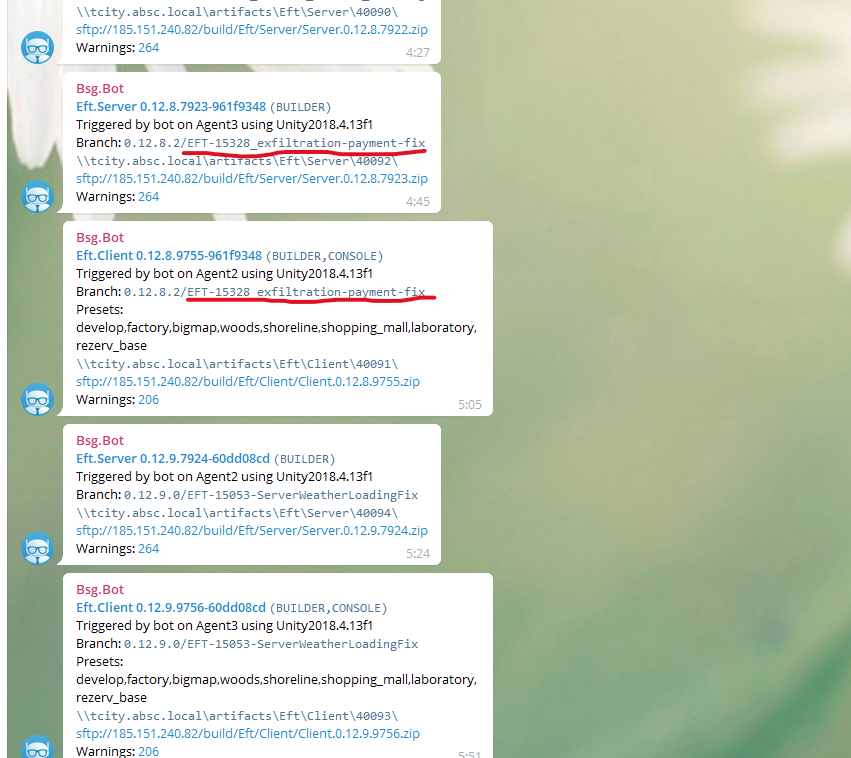 \\tcity.absc.local\artifacts\Eft\Server\40090\
sftp://185.151.240.82/build/Eft/Server/Server.0.12.8.7922.zip
Warnings: 264
4:27
Bsg.Bot
Eft.Server 0.12.8.7923-961f9348 (BUILDER)
Triggered by bot on Agent3 using Unity2018.4.13f1
Branch: 0.12.8.2/EFT-15328_exfiltration-payment-fix
\\tcity.absc.local\artifacts\Eft\Server\40092\
sftp://185.151.240.82/build/Eft/Server/Server.0.12.8.7923.zip
Warnings: 264
4:45
Bsg.Bot
Eft.Client 0.12.8.9755-961f9348 (BUILDER,CONSOLE)
Triggered by bot on Agent2 using Unity2018.4.13f1
Branch: 0.12.8.2/EFT-15328_exfiltration-payment-fix
Presets:
develop,factory,bigmap,woods,shoreline,shopping_mall,laboratory,
rezerv_base
\\tcity.absc.local\artifacts\Eft\Client\40091\
sftp://185.151.240.82/build/Eft/Client/Client.0.12.8.9755.zip
Warnings: 206
5:05
Bsg.Bot
Eft.Server 0.12.9.7924-60dd08cd (BUILDER)
Triggered by bot on Agent2 using Unity2018.4.13f1
Branch: 0.12.9.0/EFT-15053-ServerWeatherLoadingFix
\\tcity.absc.local\artifacts\Eft\Server\40094\
sftp://185.151.240.82/build/Eft/Server/Server.0.12.9.7924.zip
Warnings: 264
5:24
Bsg.Bot
Eft.Client 0.12.9.9756-60dd08cd (BUILDER,CONSOLE)
Triggered by bot on Agent3 using Unity2018.4.13f1
Branch: 0.12.9.0/EFT-15053-ServerWeatherLoadingFix
Presets:
develop,factory,bigmap,woods,shoreline,shopping_mall,laboratory,
rezerv_base
\\tcity.absc.local\artifacts\Eft\Client\40093\
sftp://185.151.240.82/build/Eft/Client/Client.0.12.9.9756.zip
Warnings: 206
5:51